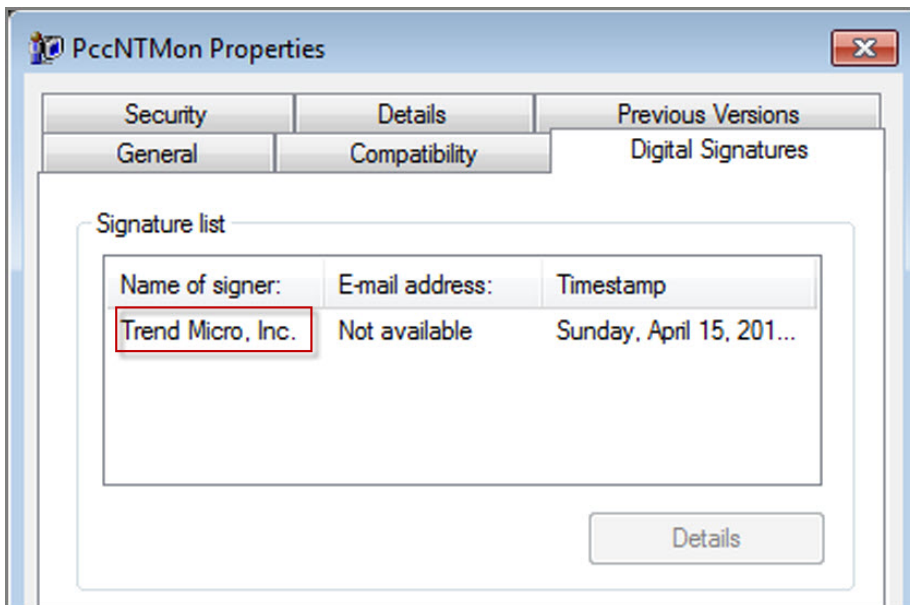 PccNTMon Properties
Security Details Previous Versions
General Compatibility Digital Signatures
Signature list
Name of signer: E-mail address: Timestamp
Trend Micro, Inc. Not available Sunday, April 15, 201...
Details